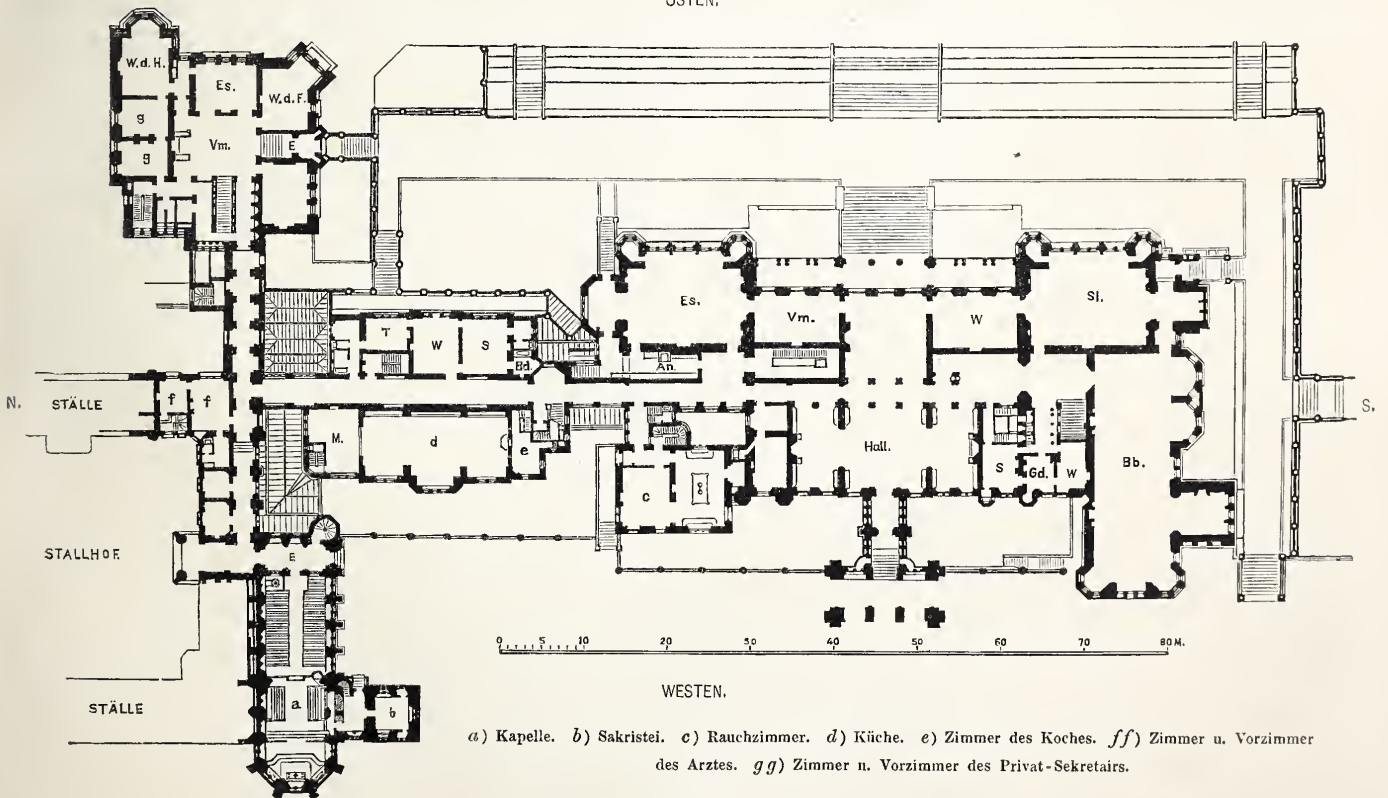 OSTEN.
W.d.H.
Es.
W.d.F.
g
Vm.
E
g
Es.
Vm.
W
Sl.
T
W
S
Bd.
An.
N.
STÄLLE
f
f
S.
M.
d
e
Hall.
c
c
S
Gd.
W
Bb.
STALLHOF
E
0 5 10 20 30 40 50 60 70 80 M.
WESTEN.
STÄLLE
a
b
a) Kapelle. b) Sakristei. c) Rauchzimmer. d) Küche. e) Zimmer des Koches. ff) Zimmer u. Vorzimmer
des Arztes. gg) Zimmer u. Vorzimmer des Privat-Sekretairs.